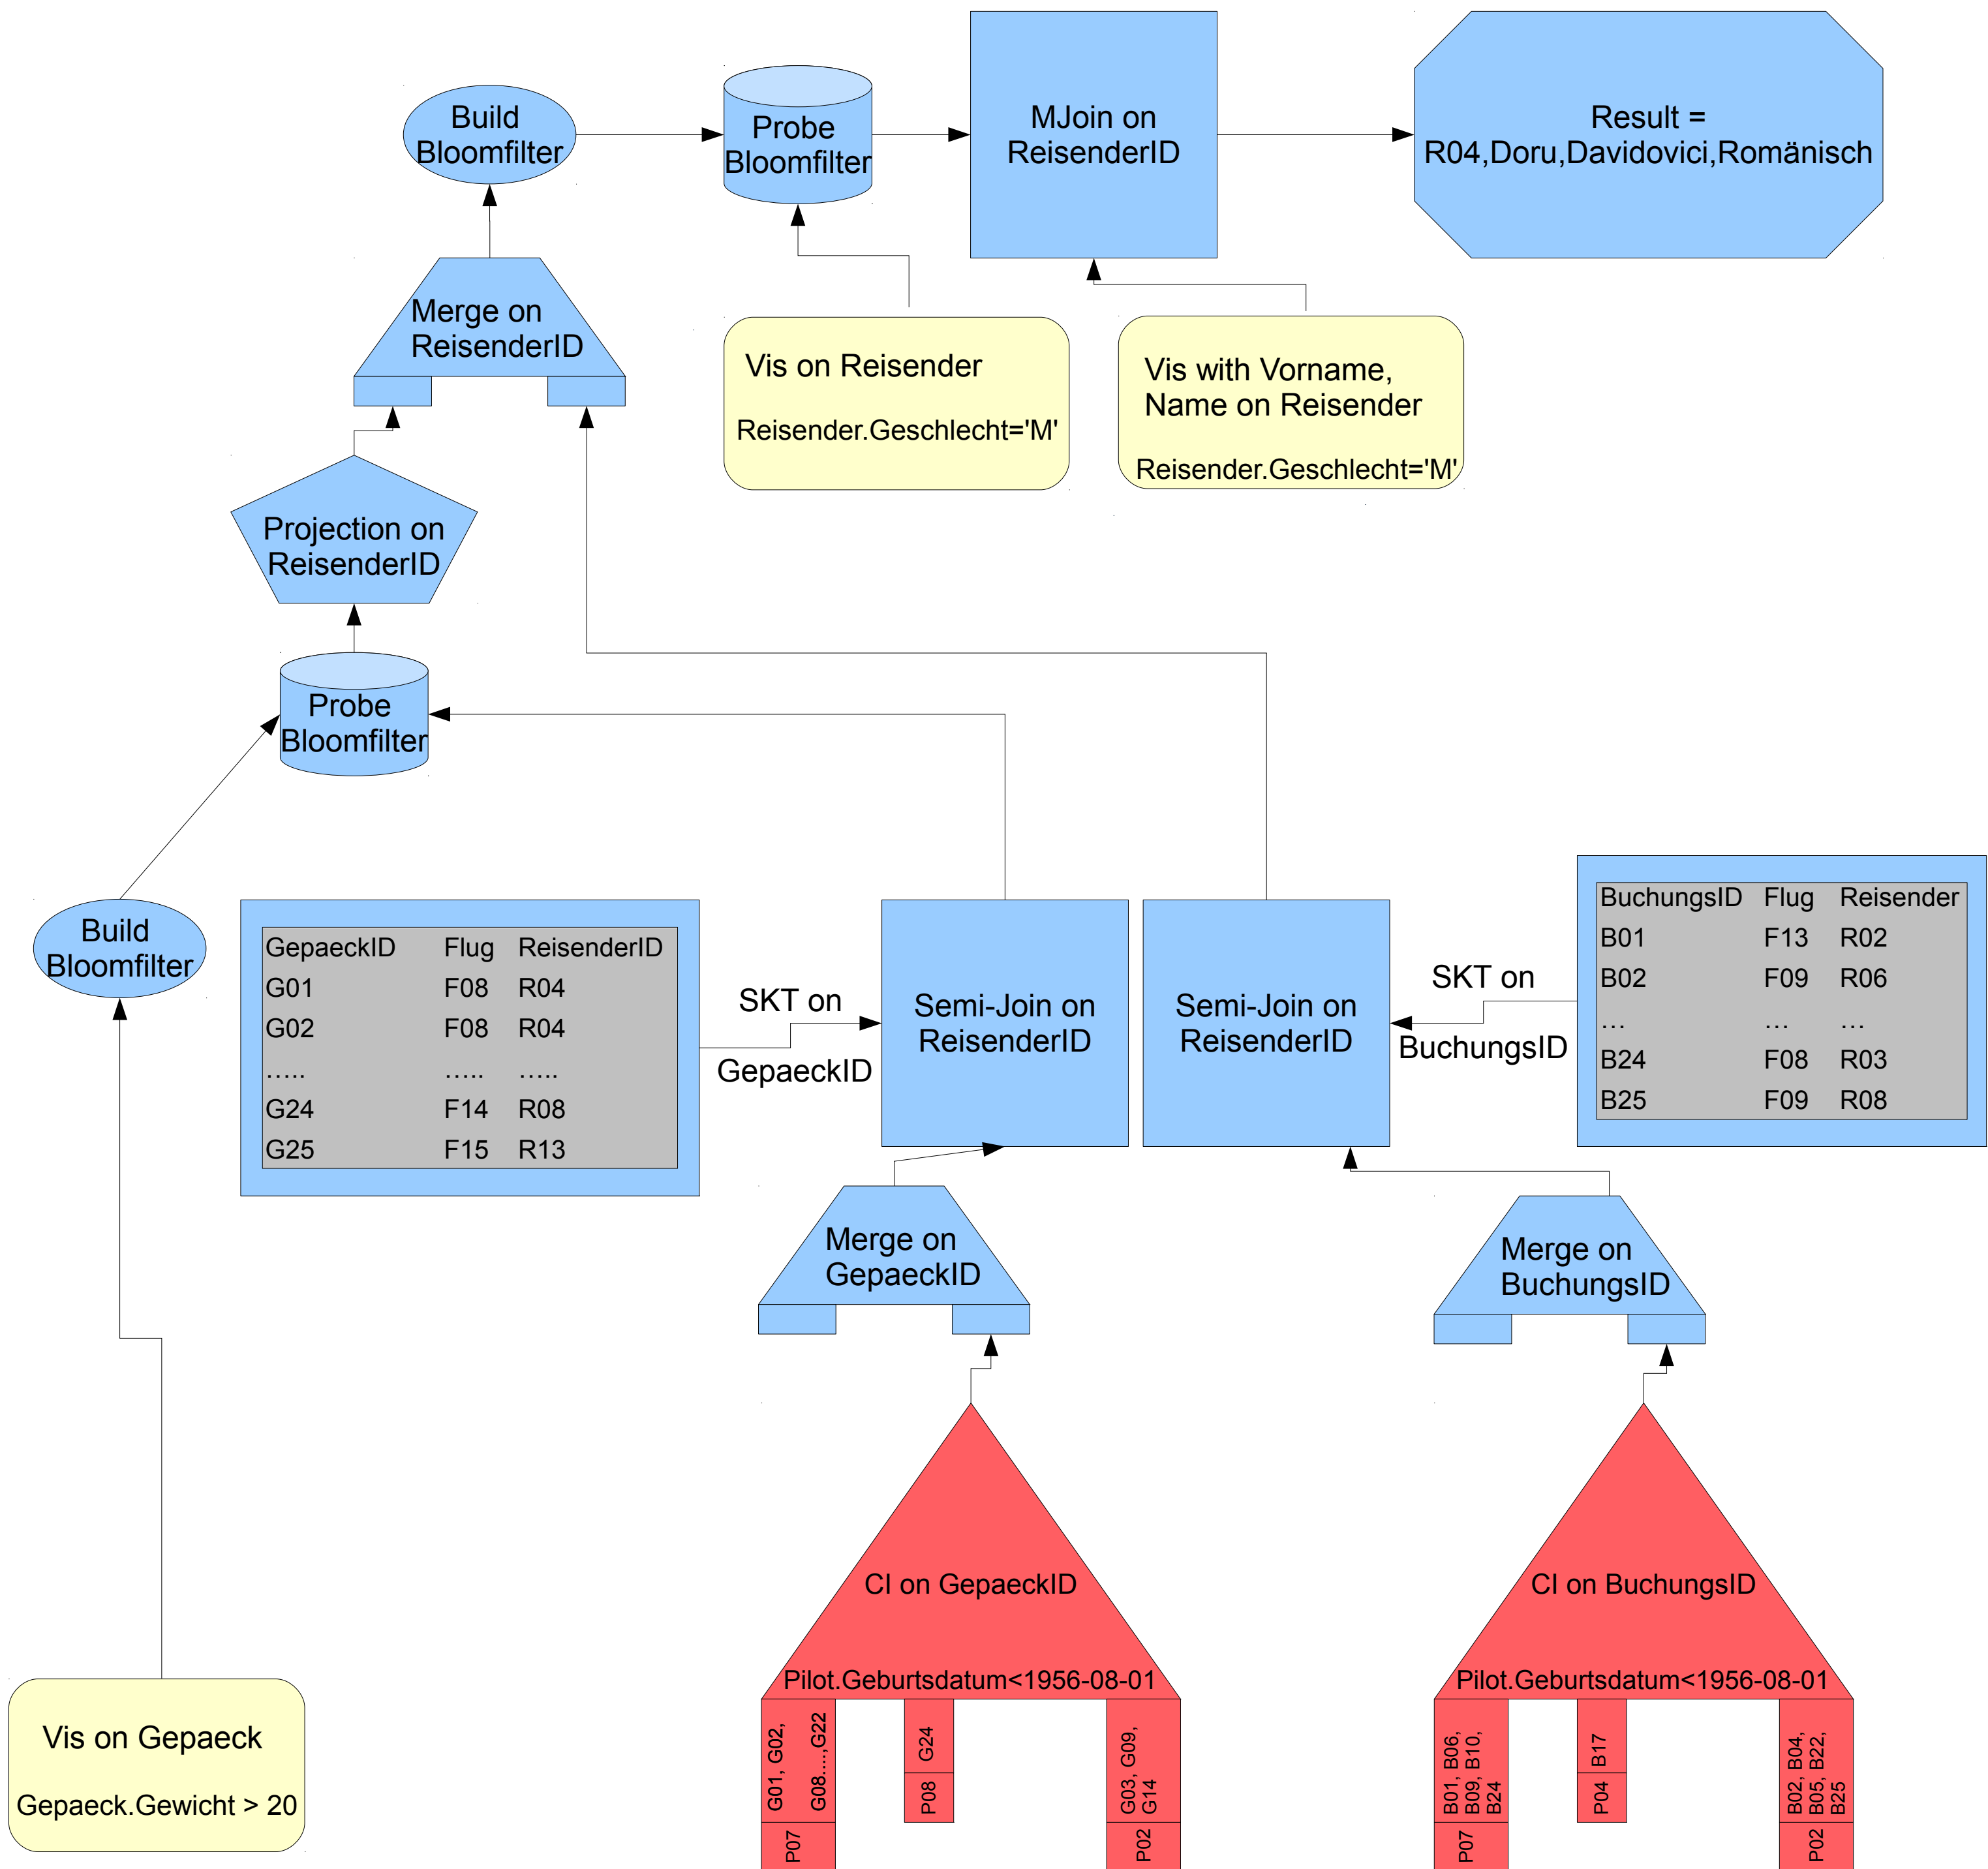 Build
Bloomfilter
Probe
Bloomfilter
MJoin on
ReisenderID
Result =
R04,Doru,Davidovici,Romänisch
Merge on
ReisenderID
Vis on Reisender
Reisender.Geschlecht='M'
Vis with Vorname,
Name on Reisender
Reisender.Geschlecht='M'
Projection on
ReisenderID
Probe
Bloomfilter
Build
Bloomfilter
GepaeckID Flug ReisenderID
G01 F08 R04
G02 F08 R04
..... ..... .....
G24 F14 R08
G25 F15 R13
SKT on
GepaeckID
Semi-Join on
ReisenderID
Semi-Join on
ReisenderID
SKT on
BuchungsID
BuchungsID Flug Reisender
B01 F13 R02
B02 F09 R06
... ... ...
B24 F08 R03
B25 F09 R08
Merge on
GepaeckID
Merge on
BuchungsID
CI on GepaeckID
Pilot.Geburtsdatum<1956-08-01
G01, G02,
G08....,G22
P07
G24
P08
G03, G09,
G14
P02
CI on BuchungsID
Pilot.Geburtsdatum<1956-08-01
B01, B06,
B09, B10,
B24
P07
B17
P04
B02, B04,
B05, B22,
B25
P02
Vis on Gepaeck
Gepaeck.Gewicht > 20